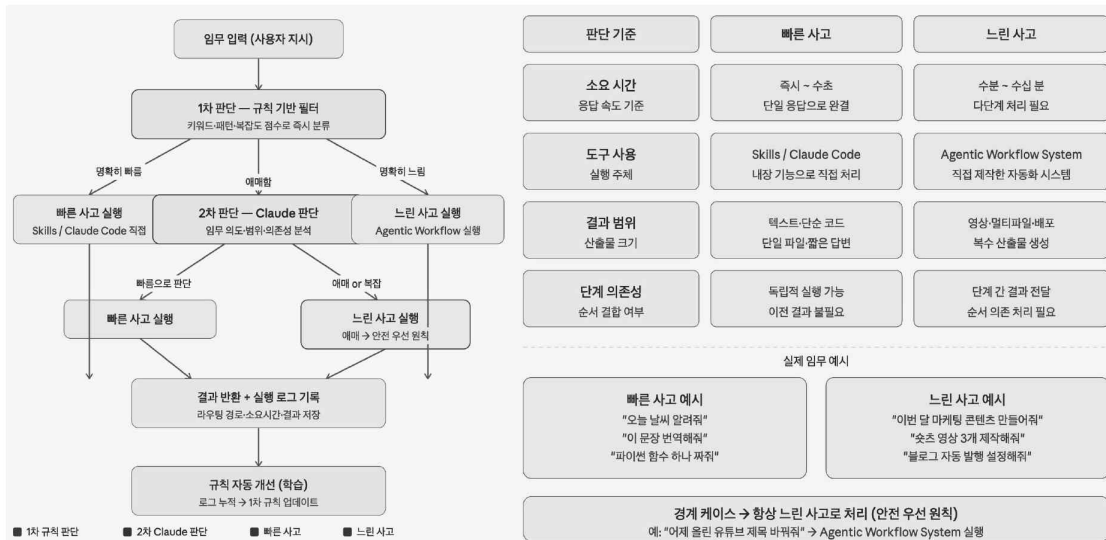 임무 입력 (사용자 지시)
1차 판단 — 규칙 기반 필터
키워드·패턴·복잡도 점수로 즉시 분류
명확히 빠름
애매함
명확히 느림
빠른 사고 실행
Skills / Claude Code 직접
2차 판단 — Claude 판단
임무 의도·범위·의존성 분석
느린 사고 실행
Agentic Workflow 실행
빠름으로 판단
애매 or 복잡
빠른 사고 실행
느린 사고 실행
애매 → 안전 우선 원칙
결과 반환 + 실행 로그 기록
라우팅 경로·소요시간·결과 저장
규칙 자동 개선 (학습)
로그 누적 → 1차 규칙 업데이트
1차 규칙 판단
2차 Claude 판단
빠른 사고
느린 사고
판단 기준
빠른 사고
느린 사고
소요 시간
응답 속도 기준
즉시 ~ 수초
단일 응답으로 완결
수분 ~ 수십 분
다단계 처리 필요
도구 사용
실행 주체
Skills / Claude Code
내장 기능으로 직접 처리
Agentic Workflow System
직접 제작한 자동화 시스템
결과 범위
산출물 크기
텍스트·단순 코드
단일 파일·짧은 답변
영상·멀티파일·배포
복수 산출물 생성
단계 의존성
순서 결합 여부
독립적 실행 가능
이전 결과 불필요
단계 간 결과 전달
순서 의존 처리 필요
실제 임무 예시
빠른 사고 예시
"오늘 날씨 알려줘"
"이 문장 번역해줘"
"파이썬 함수 하나 짜줘"
느린 사고 예시
"이번 달 마케팅 콘텐츠 만들어줘"
"숏츠 영상 3개 제작해줘"
"블로그 자동 발행 설정해줘"
경계 케이스 → 항상 느린 사고로 처리 (안전 우선 원칙)
예: "어제 올린 유튜브 제목 바꿔줘" → Agentic Workflow System 실행